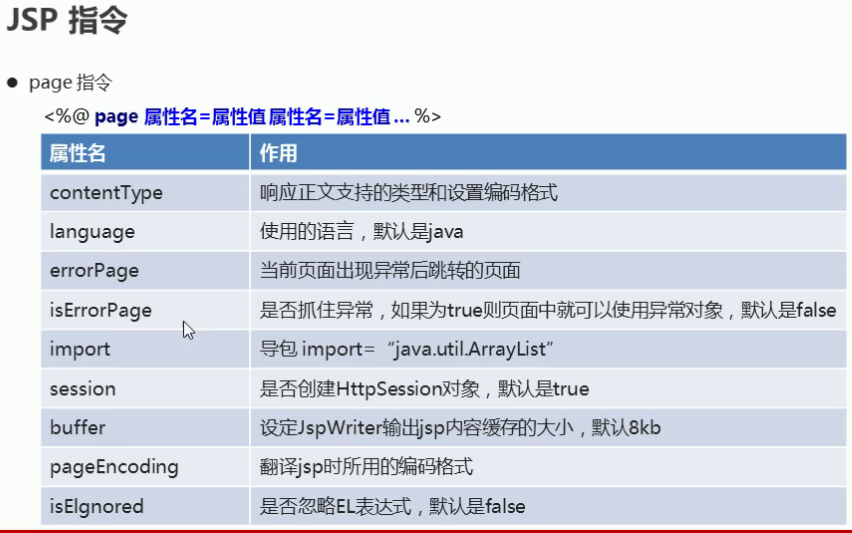 JSP 指令
● page 指令
<%@ page 属性名=属性值 属性名=属性值 ... %>
属性名 作用
contentType 响应正文支持的类型和设置编码格式
language 使用的语言，默认是java
errorPage 当前页面出现异常后跳转的页面
isErrorPage 是否抓住异常，如果为true则页面中就可以使用异常对象，默认是false
import 导包 import=“java.util.ArrayList”
session 是否创建HttpSession对象，默认是true
buffer 设定JspWriter输出jsp内容缓存的大小，默认8kb
pageEncoding 翻译jsp时所用的编码格式
isElgnored 是否忽略EL表达式，默认是false